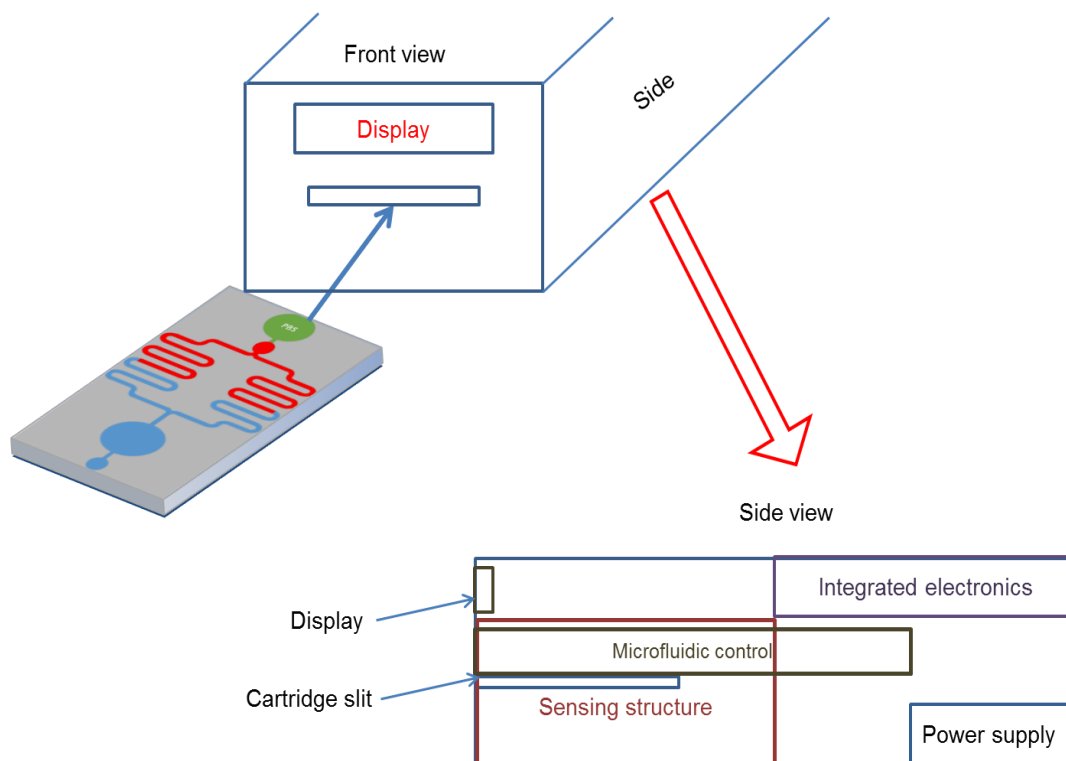 Front view
Side
Display
PBS
Side view
Integrated electronics
Display
Microfluidic control
Cartridge slit
Sensing structure
Power supply